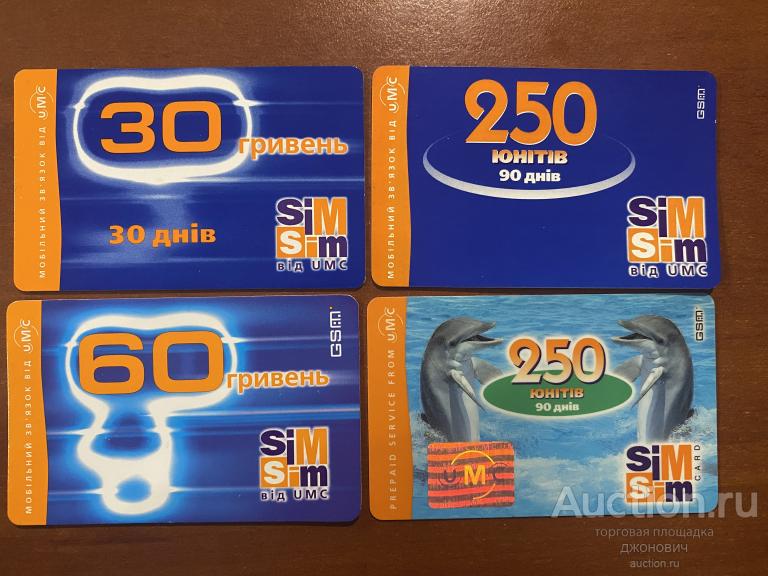 МОБІЛЬНИЙ ЗВ'ЯЗОК ВІД UMC
30 гривень
30 днів
SiM
Sim
від UMC
МОБІЛЬНИЙ ЗВ'ЯЗОК ВІД UMC
250
ЮНІТІВ
90 днів
GSM
SiM
Sim
від UMC
МОБІЛЬНИЙ ЗВ'ЯЗОК ВІД UMC
60 гривень
GSM
SiM
Sim
від UMC
PREPAID SERVICE FROM UMC
250
ЮНІТІВ
90 днів
GSM
UMC
SiM
Sim
CARD
Auction.ru
торговая площадка
ДЖОНОВИЧ
auction.ru